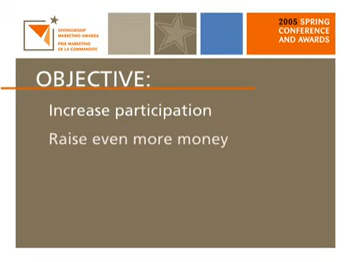 SPONSORSHIP
MARKETING AWARDS
PRIX MARKETING
DE LA COMMANDITE
2005 SPRING
CONFERENCE
AND AWARDS
OBJECTIVE:
Increase participation
Raise even more money